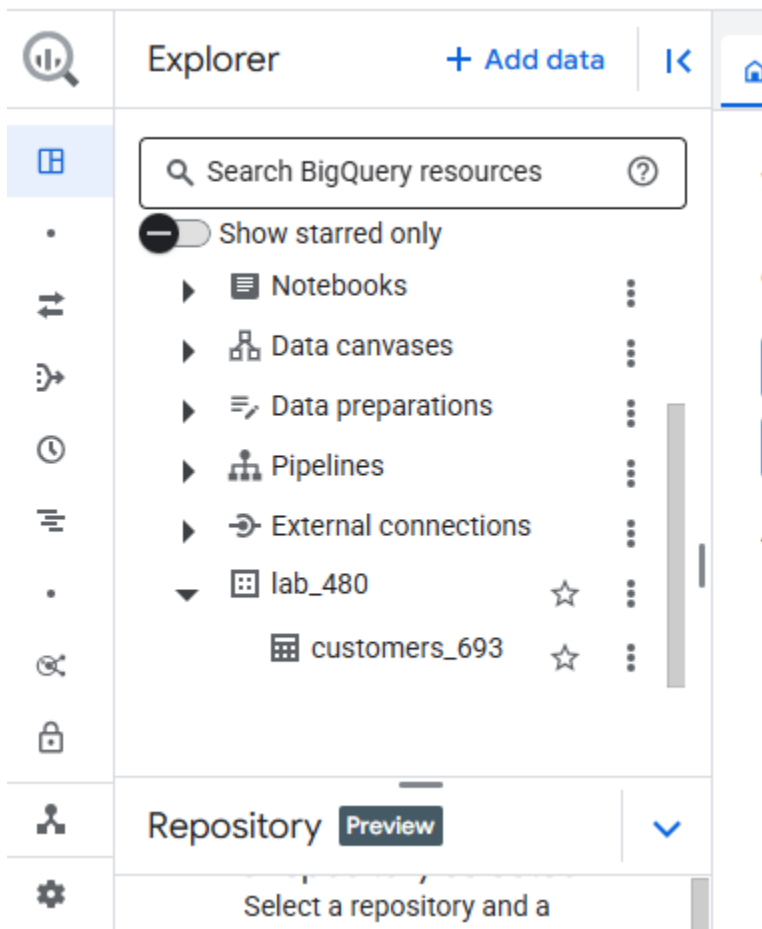 Explorer
+ Add data
Search BigQuery resources
Show starred only
Notebooks
Data canvases
Data preparations
Pipelines
External connections
lab_480
customers_693
Repository Preview
Select a repository and a